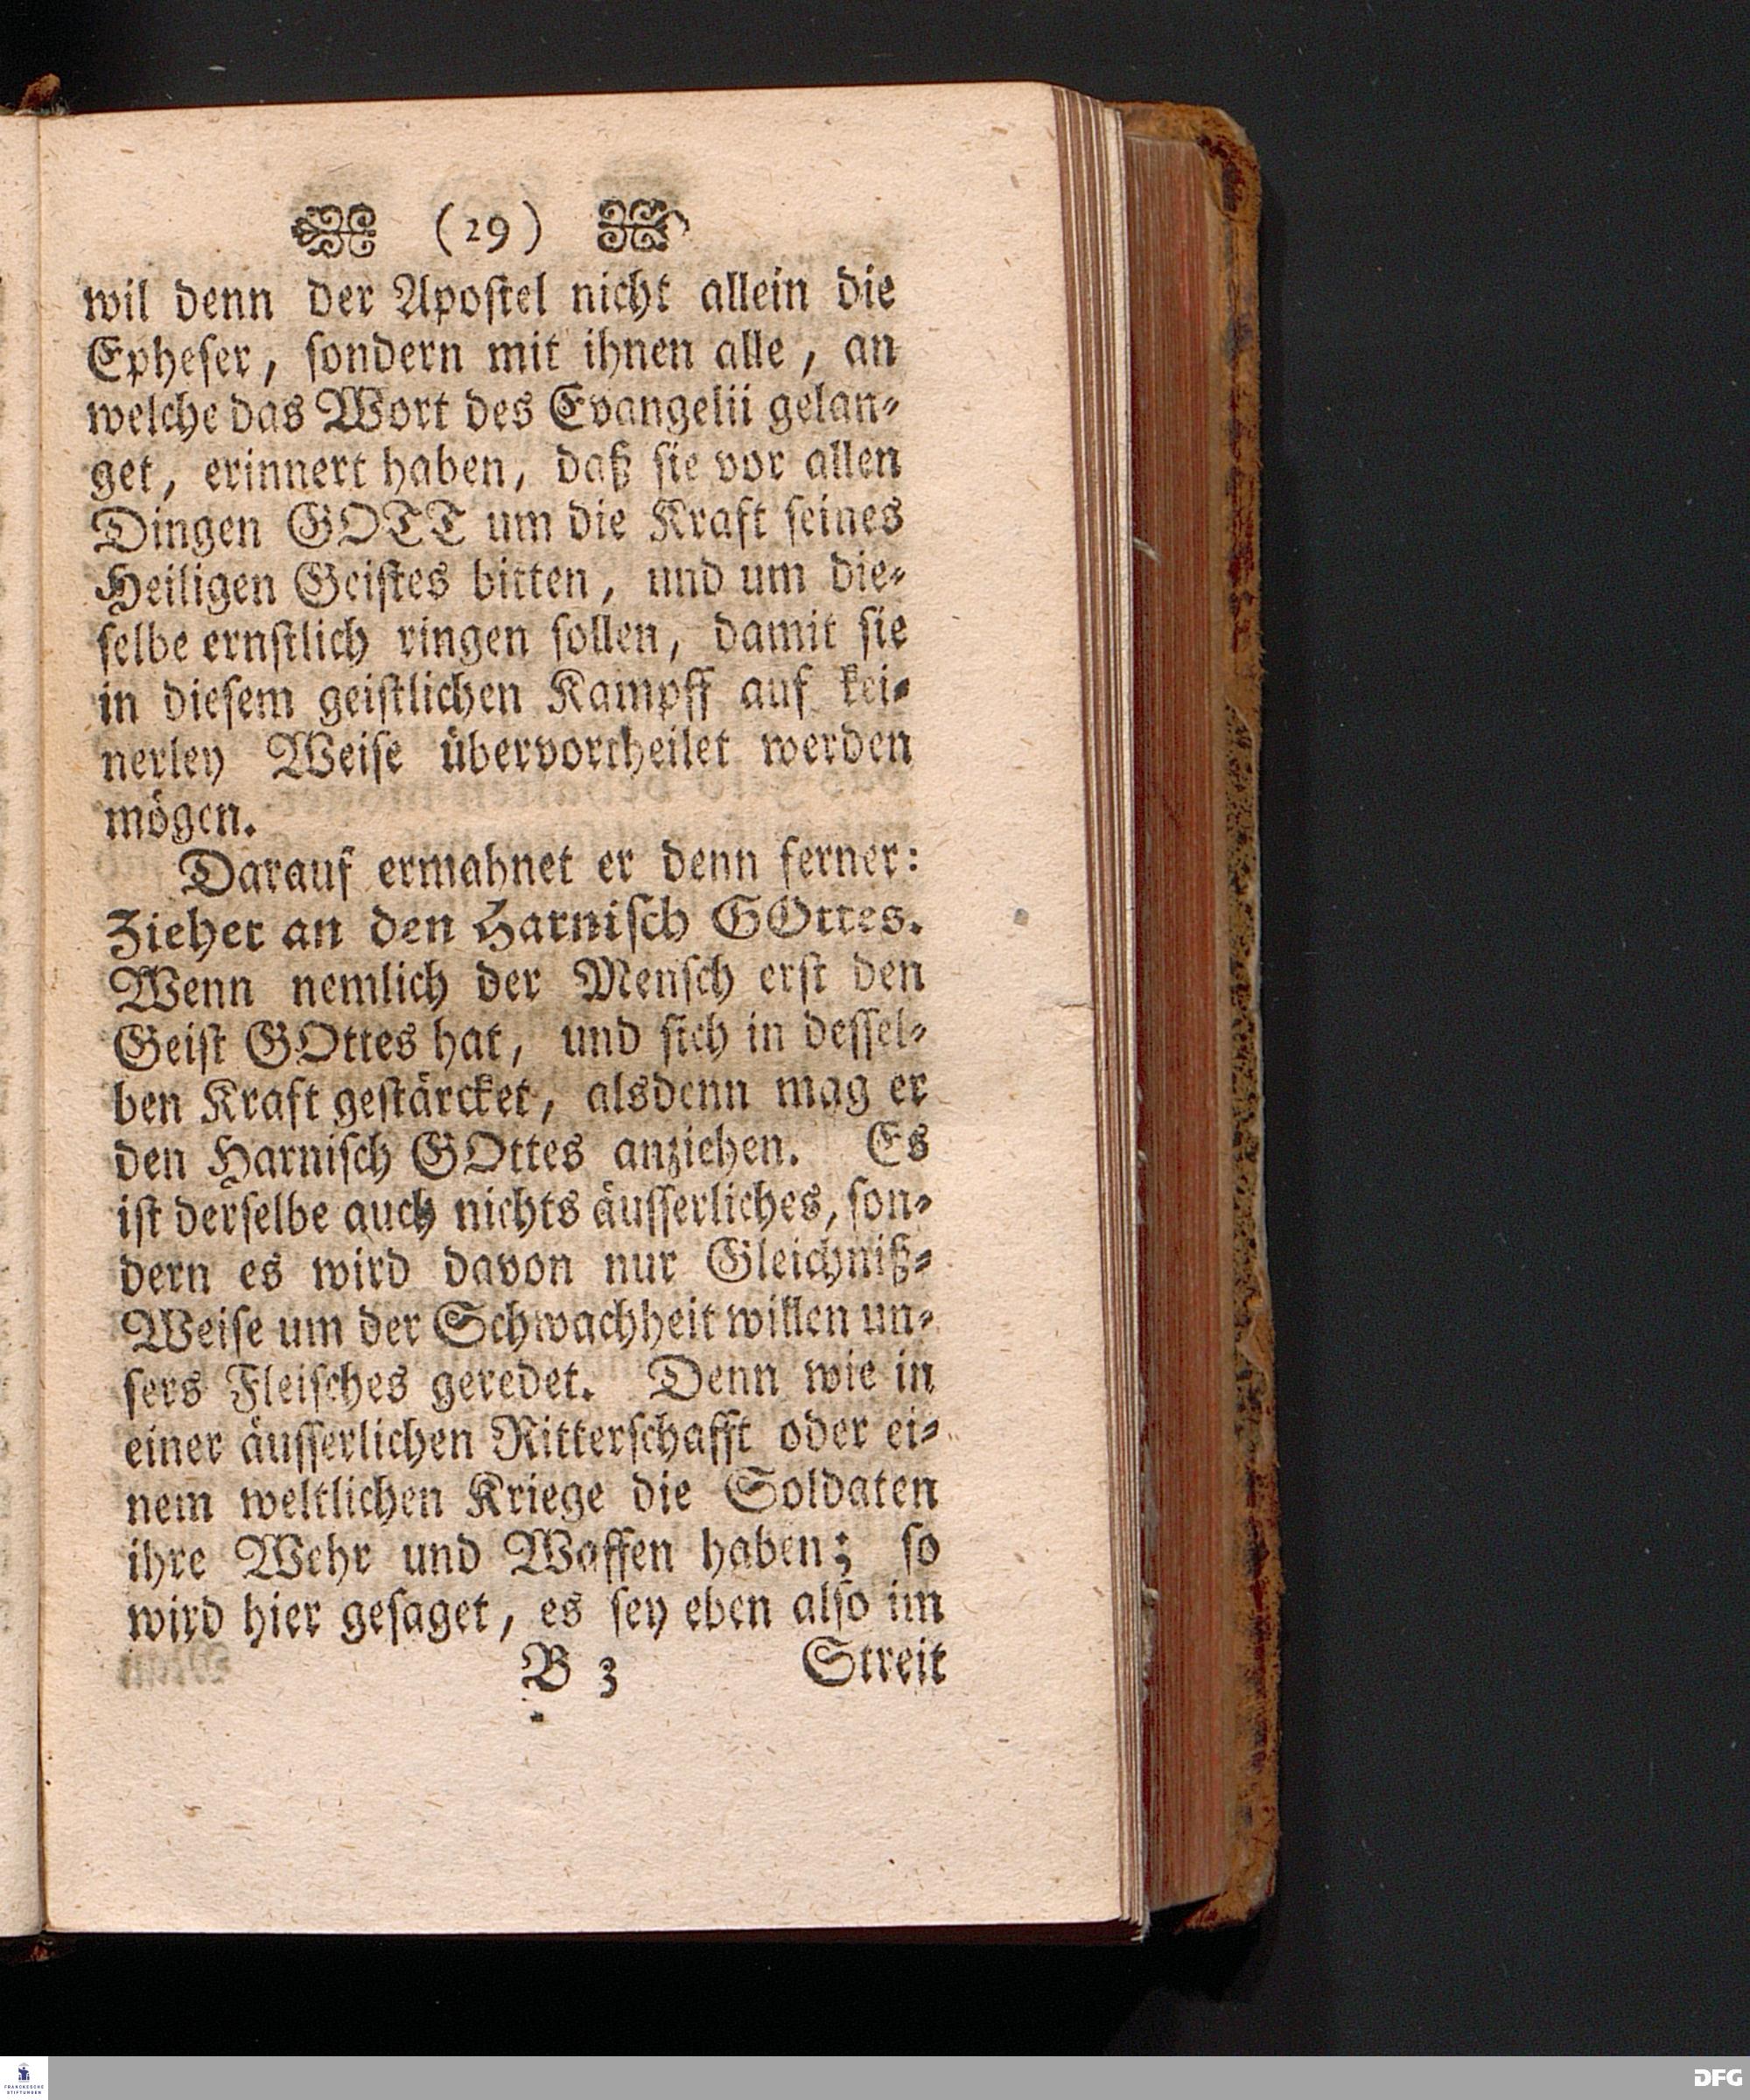 (29)
wil denn der Apostel nicht allein die
Epheser, sondern mit ihnen alle, an
welche das Wort des Evangelii gelan⸗
get, erinnert haben, daß sie vor allen
Dingen GOTT um die Kraft seines
Heiligen Geistes bitten, und um die⸗
selbe ernstlich ringen sollen, damit sie
in diesem geistlichen Kampff auf kei⸗
nerley Weise übervortheilet werden
mögen.
Darauf ermahnet er denn ferner:
Ziehet an den Harnisch GOttes.
Wenn nemlich der Mensch erst den
Geist GOttes hat, und sich in dessel⸗
ben Kraft gestärcket, alsdenn mag er
den Harnisch GOttes anziehen. Es
ist derselbe auch nichts äusserliches, son⸗
dern es wird davon nur Gleichniß⸗
Weise um der Schwachheit willen un⸗
sers Fleisches geredet. Denn wie in
einer äusserlichen Ritterschafft oder ei⸗
nem weltlichen Kriege die Soldaten
ihre Wehr und Waffen haben; so
wird hier gesaget, es sey eben also im
B 3 Streit
FRANCKESCHE
STIFTUNGEN
DFG